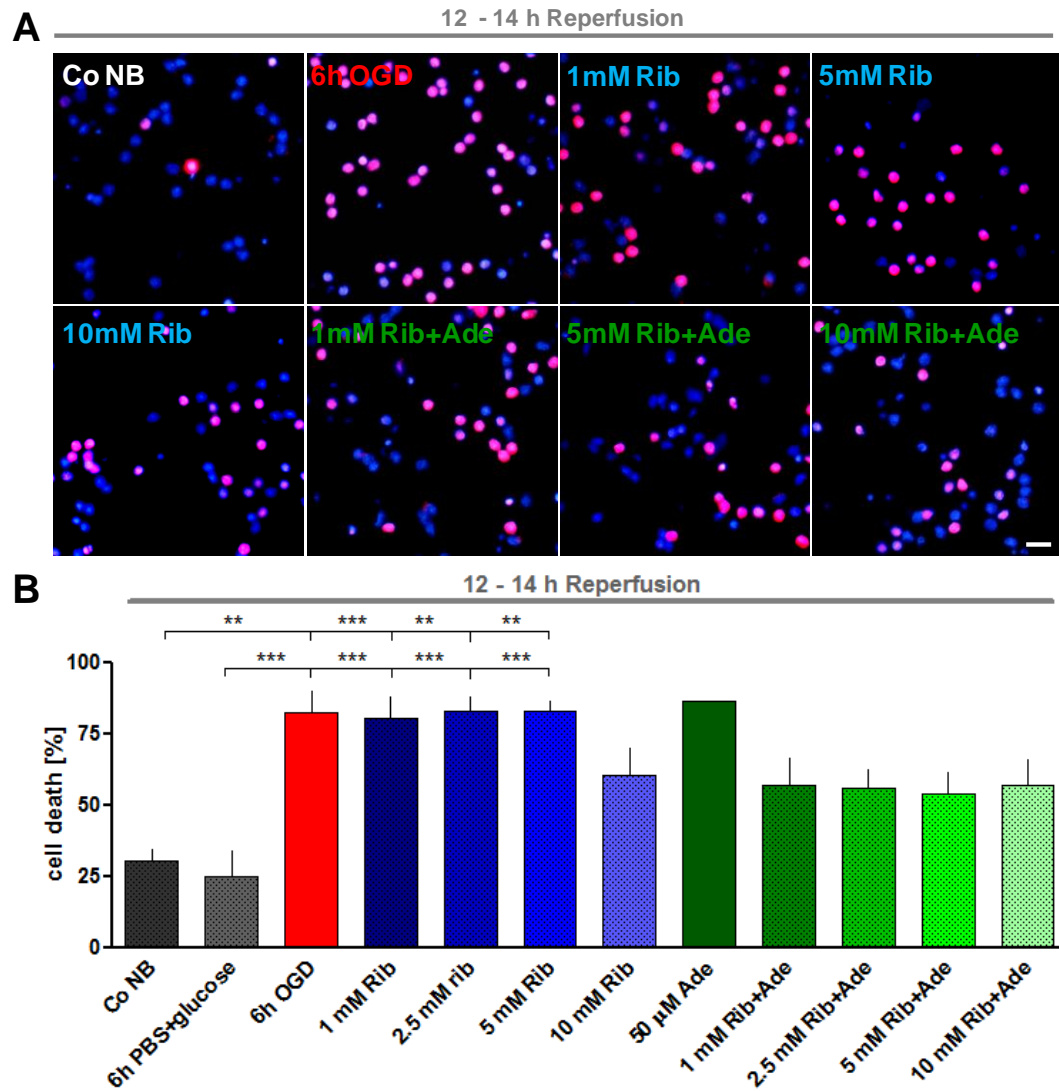 12 - 14 h Reperfusion
A
Co NB
6h OGD
1mM Rib
5mM Rib
10mM Rib
1mM Rib+Ade
5mM Rib+Ade
10mM Rib+Ade
B
12 - 14 h Reperfusion
** *** ** **
*** *** *** ***
cell death [%]
100
75
50
25
0
Co NB
6h PBS+glucose
6h OGD
1 mM Rib
2.5 mM rib
5 mM Rib
10 mM Rib
50 µM Ade
1 mM Rib+Ade
2.5 mM Rib+Ade
5 mM Rib+Ade
10 mM Rib+Ade